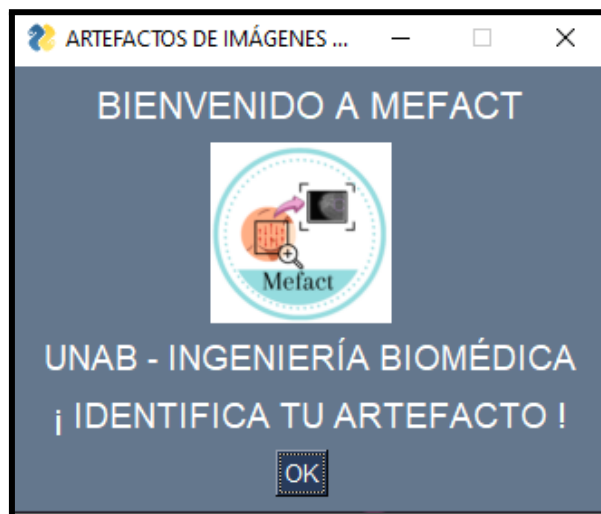 ARTEFACTOS DE IMÁGENES ...
BIENVENIDO A MEFACT
Mefact
UNAB - INGENIERÍA BIOMÉDICA
¡ IDENTIFICA TU ARTEFACTO !
OK